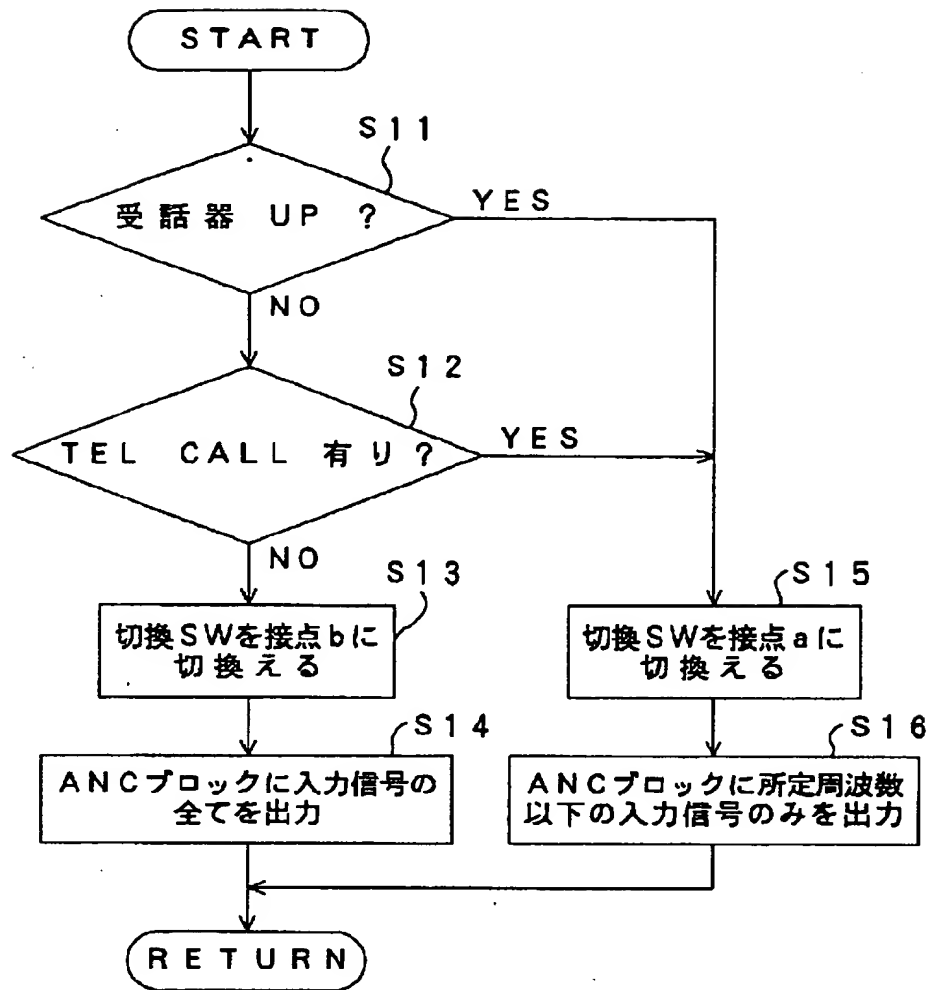 START
S11
受話器 UP ?
YES
NO
S12
TEL CALL 有り?
YES
NO
S13
切換SWを接点bに
切換える
S15
切換SWを接点aに
切換える
S14
ANCブロックに入力信号の
全てを出力
S16
ANCブロックに所定周波数
以下の入力信号のみを出力
RETURN